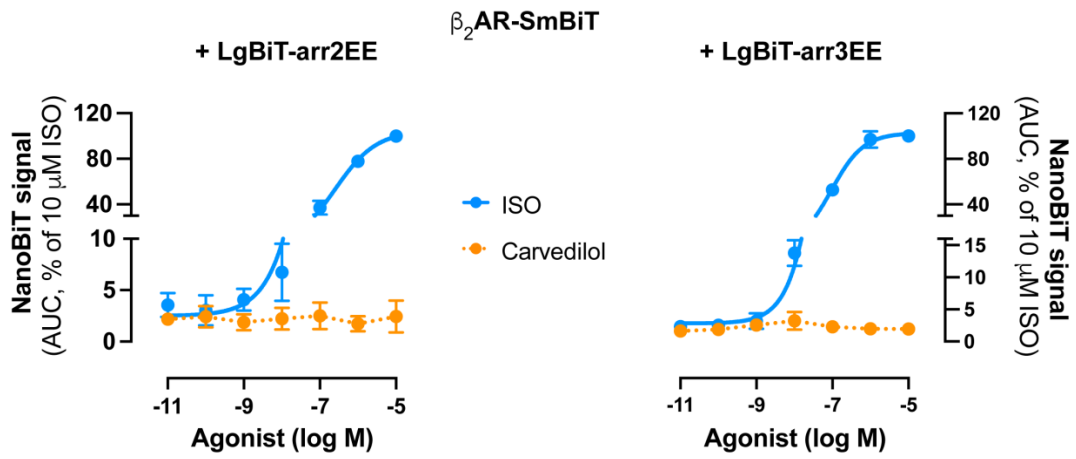 β₂AR-SmBiT
+ LgBiT-arr2EE
NanoBiT signal
(AUC, % of 10 μM ISO)
120
80
40
10
5
0
-11 -9 -7 -5
Agonist (log M)
ISO
Carvedilol
+ LgBiT-arr3EE
120
80
40
15
10
5
0
NanoBiT signal
(AUC, % of 10 μM ISO)
-11 -9 -7 -5
Agonist (log M)